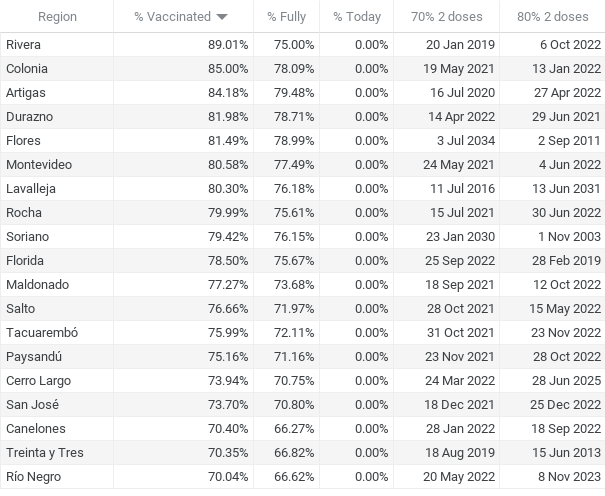 Region % Vaccinated % Fully % Today 70% 2 doses 80% 2 doses
Rivera 89.01% 75.00% 0.00% 20 Jan 2019 6 Oct 2022
Colonia 85.00% 78.09% 0.00% 19 May 2021 13 Jan 2022
Artigas 84.18% 79.48% 0.00% 16 Jul 2020 27 Apr 2022
Durazno 81.98% 78.71% 0.00% 14 Apr 2022 29 Jun 2021
Flores 81.49% 78.99% 0.00% 3 Jul 2034 2 Sep 2011
Montevideo 80.58% 77.49% 0.00% 24 May 2021 4 Jun 2022
Lavalleja 80.30% 76.18% 0.00% 11 Jul 2016 13 Jun 2031
Rocha 79.99% 75.61% 0.00% 15 Jul 2021 30 Jun 2022
Soriano 79.42% 76.15% 0.00% 23 Jan 2030 1 Nov 2003
Florida 78.50% 75.67% 0.00% 25 Sep 2022 28 Feb 2019
Maldonado 77.27% 73.68% 0.00% 18 Sep 2021 12 Oct 2022
Salto 76.66% 71.97% 0.00% 28 Oct 2021 15 May 2022
Tacuarembó 75.99% 72.11% 0.00% 31 Oct 2021 23 Nov 2022
Paysandú 75.16% 71.16% 0.00% 23 Nov 2021 28 Oct 2022
Cerro Largo 73.94% 70.75% 0.00% 24 Mar 2022 28 Jun 2025
San José 73.70% 70.80% 0.00% 18 Dec 2021 25 Dec 2022
Canelones 70.40% 66.27% 0.00% 28 Jan 2022 18 Sep 2022
Treinta y Tres 70.35% 66.82% 0.00% 18 Aug 2019 15 Jun 2013
Río Negro 70.04% 66.62% 0.00% 20 May 2022 8 Nov 2023